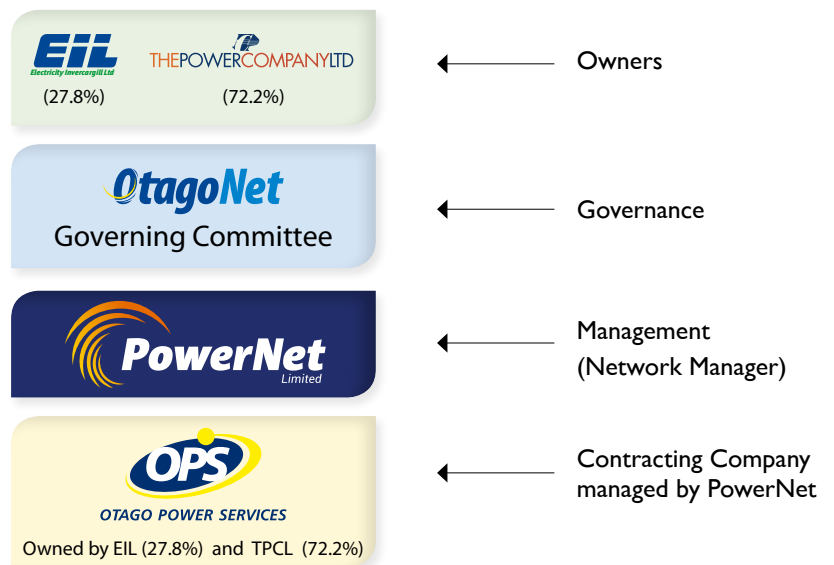 EIL
Electricity Invercargill Ltd
(27.8%)
THEPOWERCOMPANYLTD
(72.2%)
Owners
OtagoNet
Governing Committee
Governance
PowerNet
Limited
Management
(Network Manager)
OPS
OTAGO POWER SERVICES
Owned by EIL (27.8%) and TPCL (72.2%)
Contracting Company
managed by PowerNet